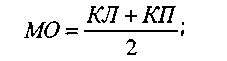 МО = (КЛ + КП) / 2;